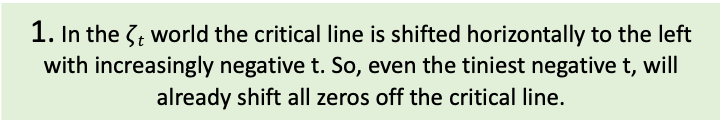 1. In the ζₜ world the critical line is shifted horizontally to the left
with increasingly negative t. So, even the tiniest negative t, will
already shift all zeros off the critical line.